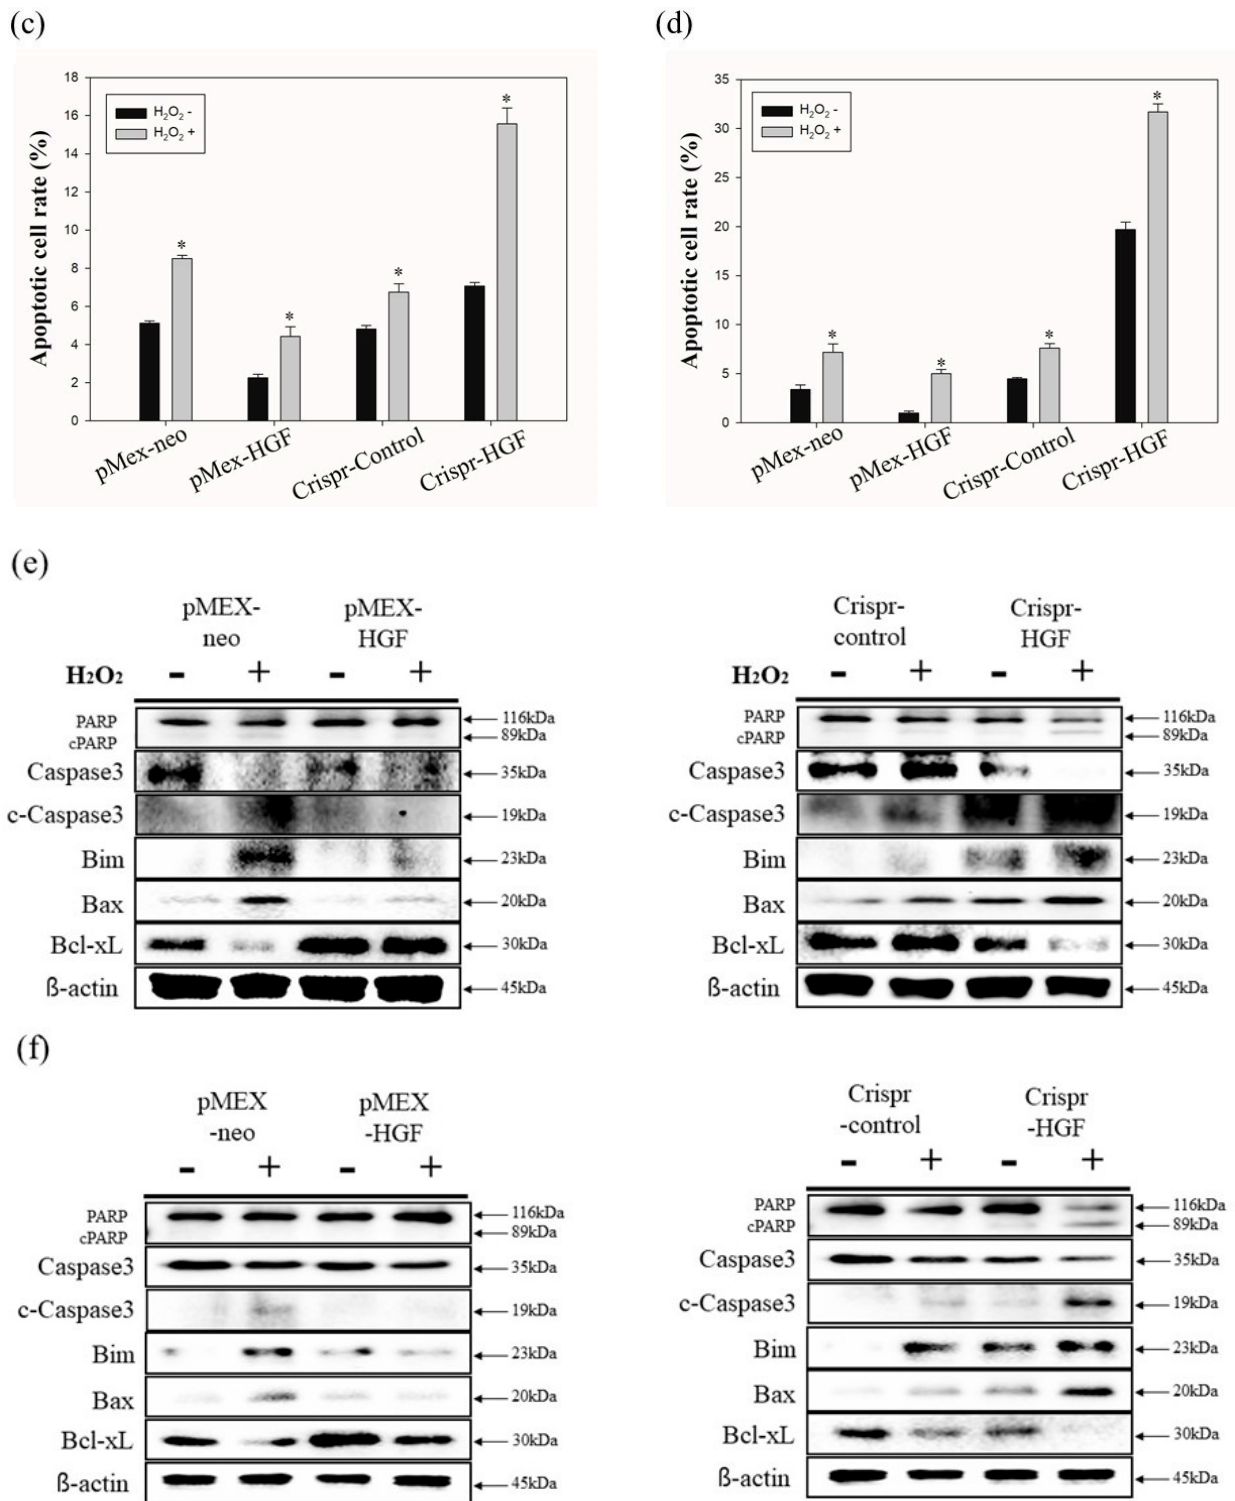 (c)
18
16
14
12
10
8
6
4
2
0
Apoptotic cell rate (%)
H₂O₂ -
H₂O₂ +
*
*
*
*
pMex-neo
pMex-HGF
Crispr-Control
Crispr-HGF
(d)
35
30
25
20
15
10
5
0
Apoptotic cell rate (%)
H₂O₂ -
H₂O₂ +
*
*
*
*
pMex-neo
pMex-HGF
Crispr-Control
Crispr-HGF
(e)
pMEX-
neo
pMEX-
HGF
H₂O₂ - + - +
PARP 116kDa
cPARP 89kDa
Caspase3 35kDa
c-Caspase3 19kDa
Bim 23kDa
Bax 20kDa
Bcl-xL 30kDa
ß-actin 45kDa
Crispr-
control
Crispr-
HGF
H₂O₂ - + - +
PARP 116kDa
cPARP 89kDa
Caspase3 35kDa
c-Caspase3 19kDa
Bim 23kDa
Bax 20kDa
Bcl-xL 30kDa
ß-actin 45kDa
(f)
pMEX
-neo
pMEX
-HGF
- + - +
PARP 116kDa
cPARP 89kDa
Caspase3 35kDa
c-Caspase3 19kDa
Bim 23kDa
Bax 20kDa
Bcl-xL 30kDa
ß-actin 45kDa
Crispr
-control
Crispr
-HGF
- + - +
PARP 116kDa
cPARP 89kDa
Caspase3 35kDa
c-Caspase3 19kDa
Bim 23kDa
Bax 20kDa
Bcl-xL 30kDa
ß-actin 45kDa